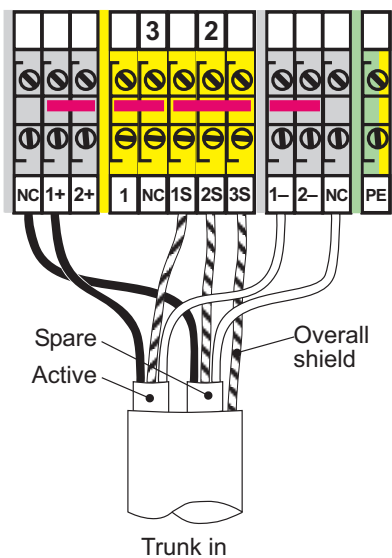 3 2
NC 1+ 2+ 1 NC 1S 2S 3S 1– 2– NC PE
Spare
Active
Overall
shield
Trunk in